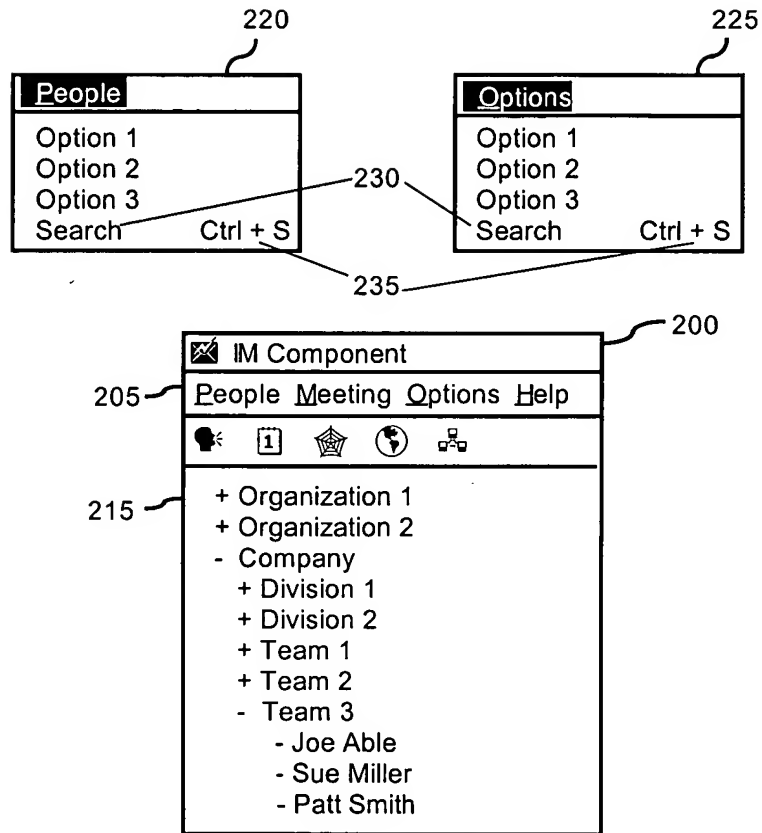 220
225
People
Option 1
Option 2
Option 3
Search Ctrl + S
Options
Option 1
Option 2
Option 3
Search Ctrl + S
230
235
200
IM Component
205
People Meeting Options Help
1
215
+ Organization 1
+ Organization 2
- Company
+ Division 1
+ Division 2
+ Team 1
+ Team 2
- Team 3
- Joe Able
- Sue Miller
- Patt Smith